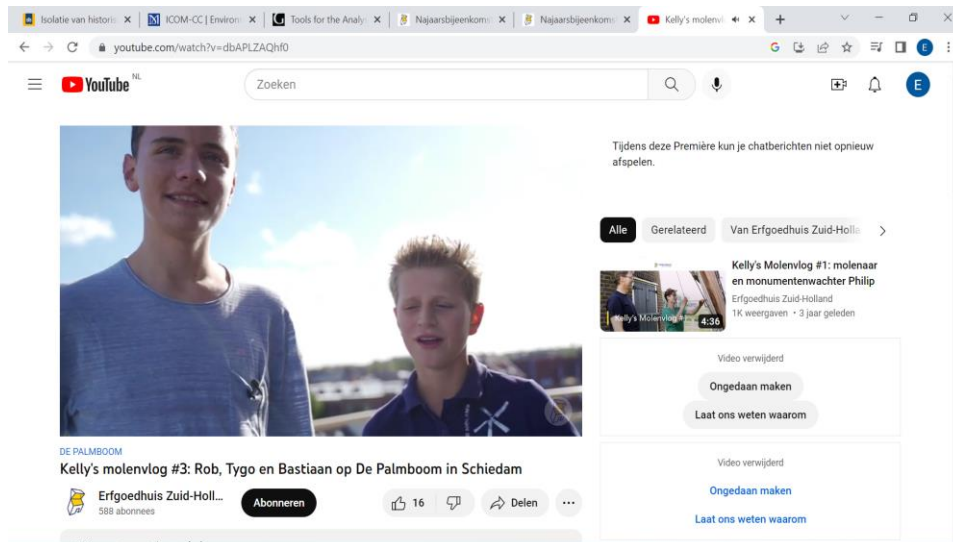 Isolatie van historis
ICOM-CC | Environ
Tools for the Analys
Najaarsbijeenkoms
Najaarsbijeenkoms
Kelly's molenvl
youtube.com/watch?v=dbAPLZAQhf0
E
YouTube NL
Zoeken
E
Tijdens deze Première kun je chatberichten niet opnieuw
afspelen.
Alle
Gerelateerd
Van Erfgoedhuis Zuid-Holla
Kelly's Molenvlog #1: molenaar
en monumentenwachter Philip
Erfgoedhuis Zuid-Holland
1K weergaven • 3 jaar geleden
Kelly's Molenvlog #1
4:36
Video verwijderd
Ongedaan maken
Laat ons weten waarom
Video verwijderd
Ongedaan maken
Laat ons weten waarom
DE PALMBOOM
Kelly's molenvlog #3: Rob, Tygo en Bastiaan op De Palmboom in Schiedam
Erfgoedhuis Zuid-Holl...
588 abonnees
Abonneren
16
Delen